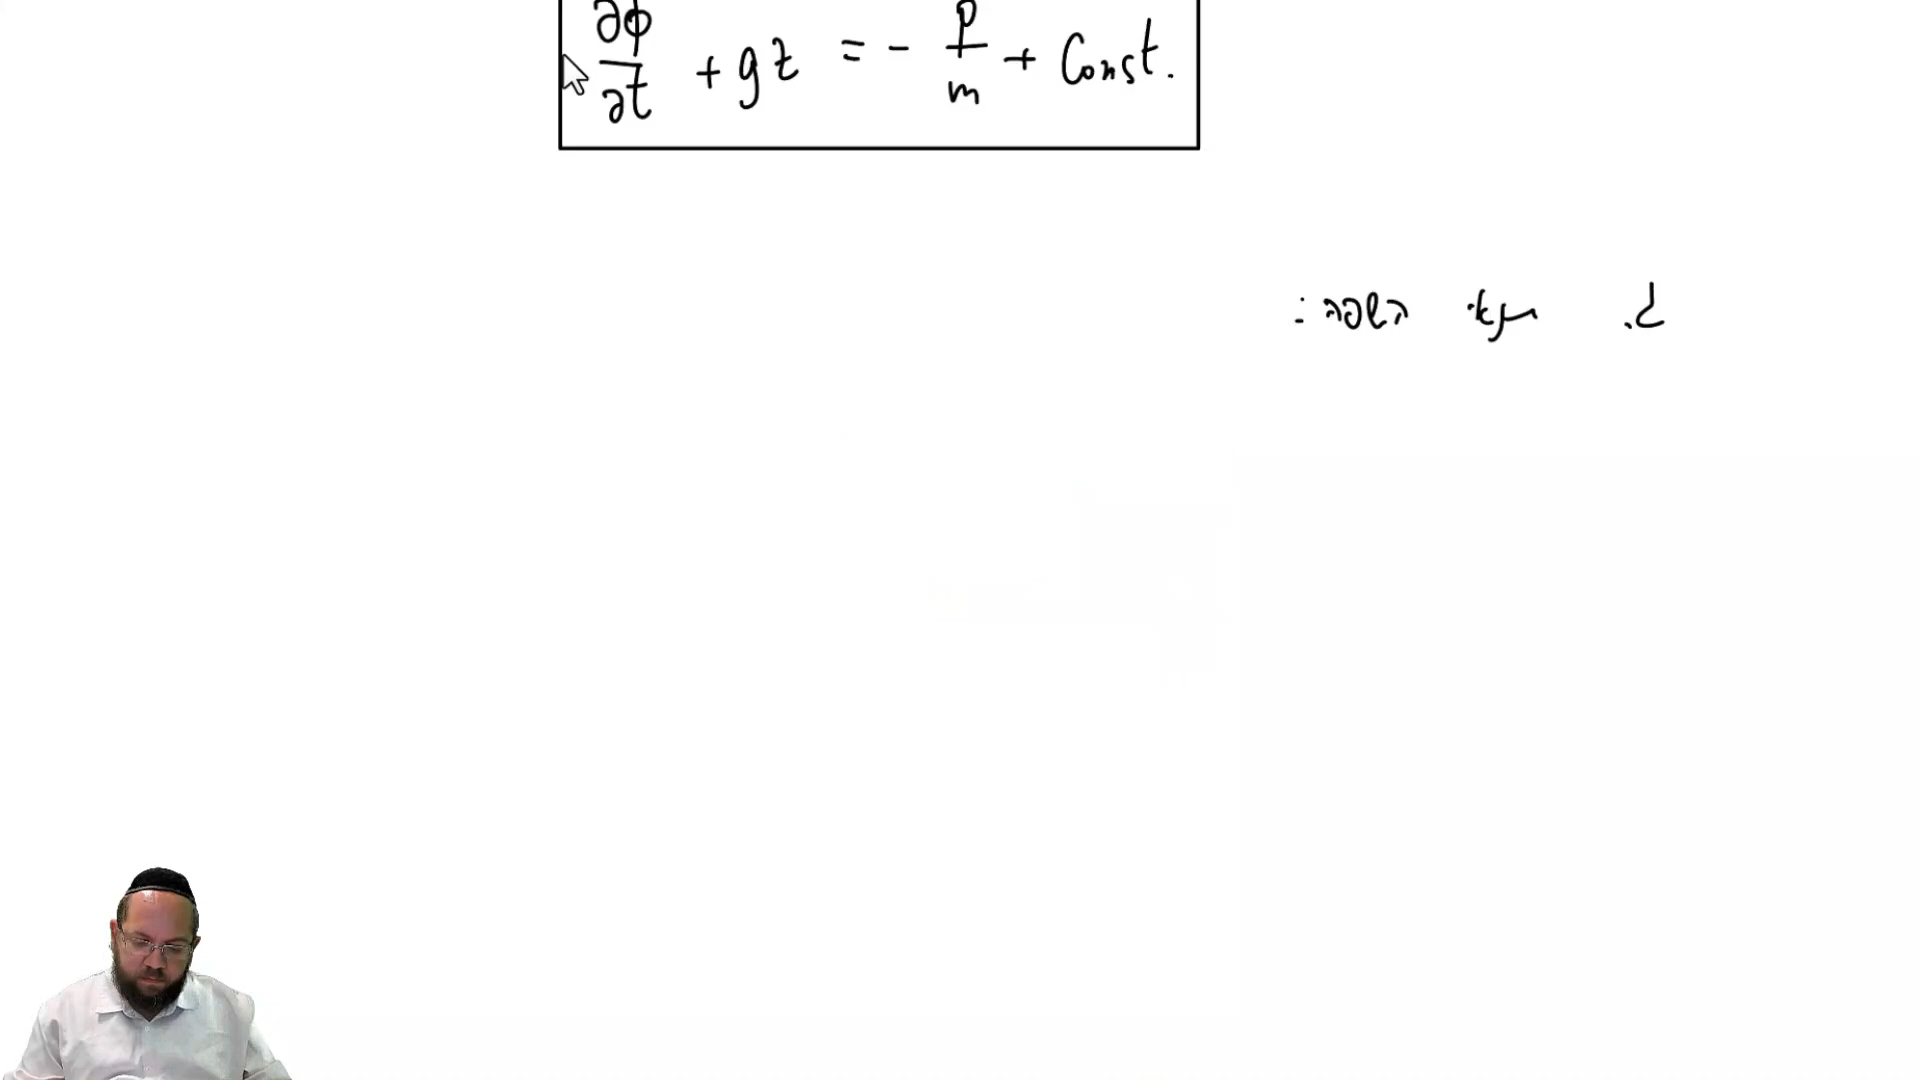 ∂φ/∂t + gz = - P/m + Const.
ג. תנאי השפה :